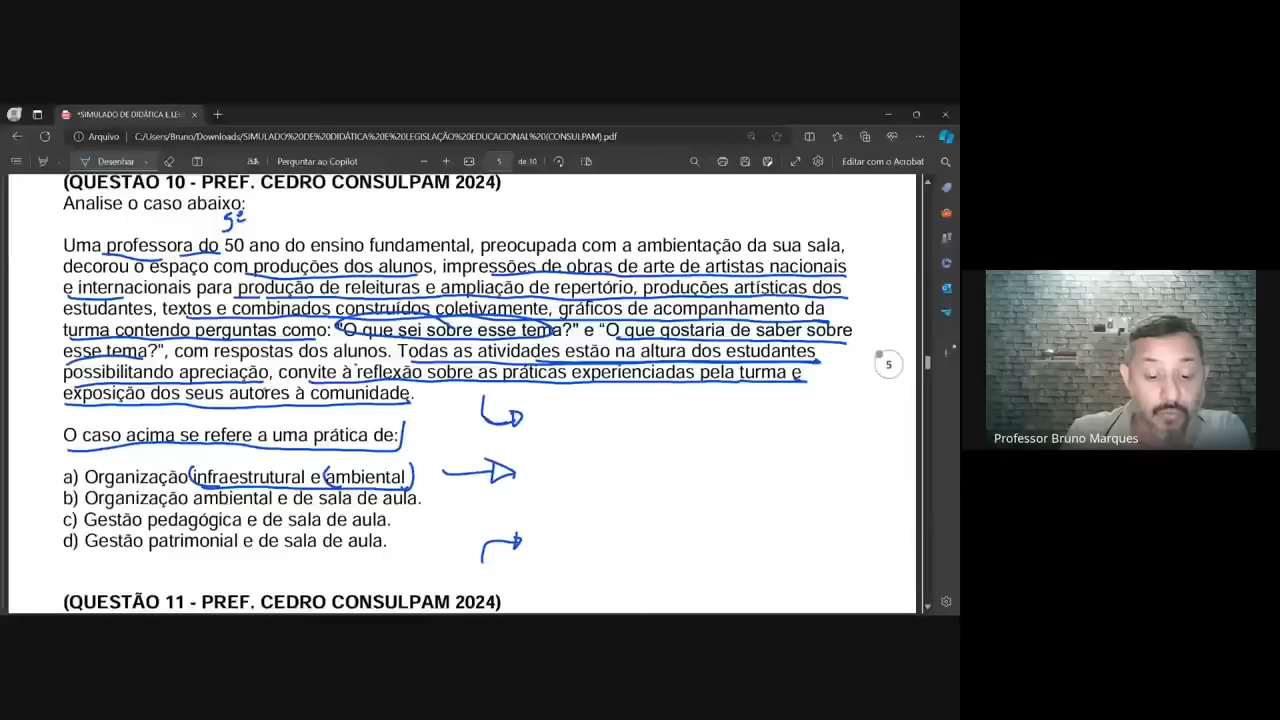 *SIMULADO DE DIDÁTICA E LE
Arquivo C:/Users/Bruno/Downloads/SIMULADO%20DE%20DIDÁTICA%20E%20LEGISLAÇÃO%20EDUCACIONAL%20(CONSULPAM).pdf
Desenhar Perguntar ao Copilot 5 de 10 Editar com o Acrobat
(QUESTÃO 10 - PREF. CEDRO CONSULPAM 2024)
Analise o caso abaixo:
5º
Uma professora do 50 ano do ensino fundamental, preocupada com a ambientação da sua sala,
decorou o espaço com produções dos alunos, impressões de obras de arte de artistas nacionais
e internacionais para produção de releituras e ampliação de repertório, produções artísticas dos
estudantes, textos e combinados construídos coletivamente, gráficos de acompanhamento da
turma contendo perguntas como: “O que sei sobre esse tema?” e “O que gostaria de saber sobre
esse tema?”, com respostas dos alunos. Todas as atividades estão na altura dos estudantes
possibilitando apreciação, convite à reflexão sobre as práticas experienciadas pela turma e
exposição dos seus autores à comunidade.
5
O caso acima se refere a uma prática de:
a) Organização infraestrutural e ambiental
b) Organização ambiental e de sala de aula.
c) Gestão pedagógica e de sala de aula.
d) Gestão patrimonial e de sala de aula.
(QUESTÃO 11 - PREF. CEDRO CONSULPAM 2024)
Professor Bruno Marques